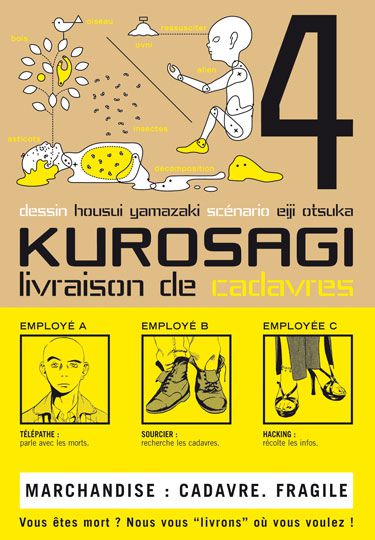 oiseau
ressusciter
bois
ovni
alien
4
insectes
asticots
décomposition
dessin housui yamazaki scénario eiji otsuka
KUROSAGI
livraison de cadavres
EMPLOYÉ A
EMPLOYÉ B
EMPLOYÉE C
TÉLÉPATHE :
parle avec les morts.
SOURCIER :
recherche les cadavres.
HACKING :
récolte les infos.
MARCHANDISE : CADAVRE. FRAGILE
Vous êtes mort ? Nous vous “livrons” où vous voulez !